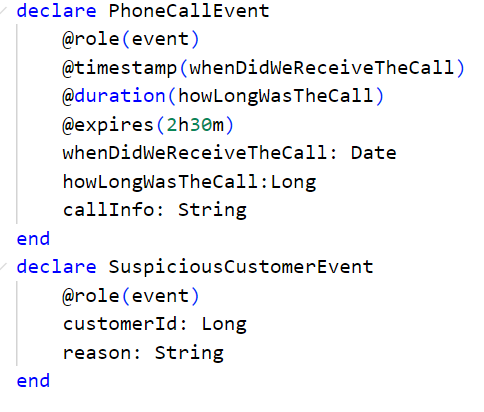 declare PhoneCallEvent
    @role(event)
    @timestamp(whenDidWeReceiveTheCall)
    @duration(howLongWasTheCall)
    @expires(2h30m)
    whenDidWeReceiveTheCall: Date
    howLongWasTheCall:Long
    callInfo: String
end
declare SuspiciousCustomerEvent
    @role(event)
    customerId: Long
    reason: String
end